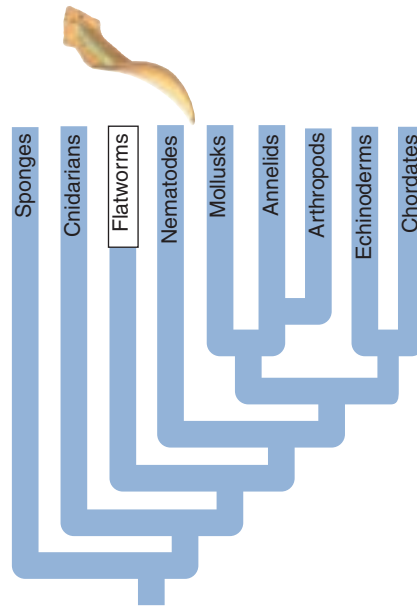 Sponges
Cnidarians
Flatworms
Nematodes
Mollusks
Annelids
Arthropods
Echinoderms
Chordates